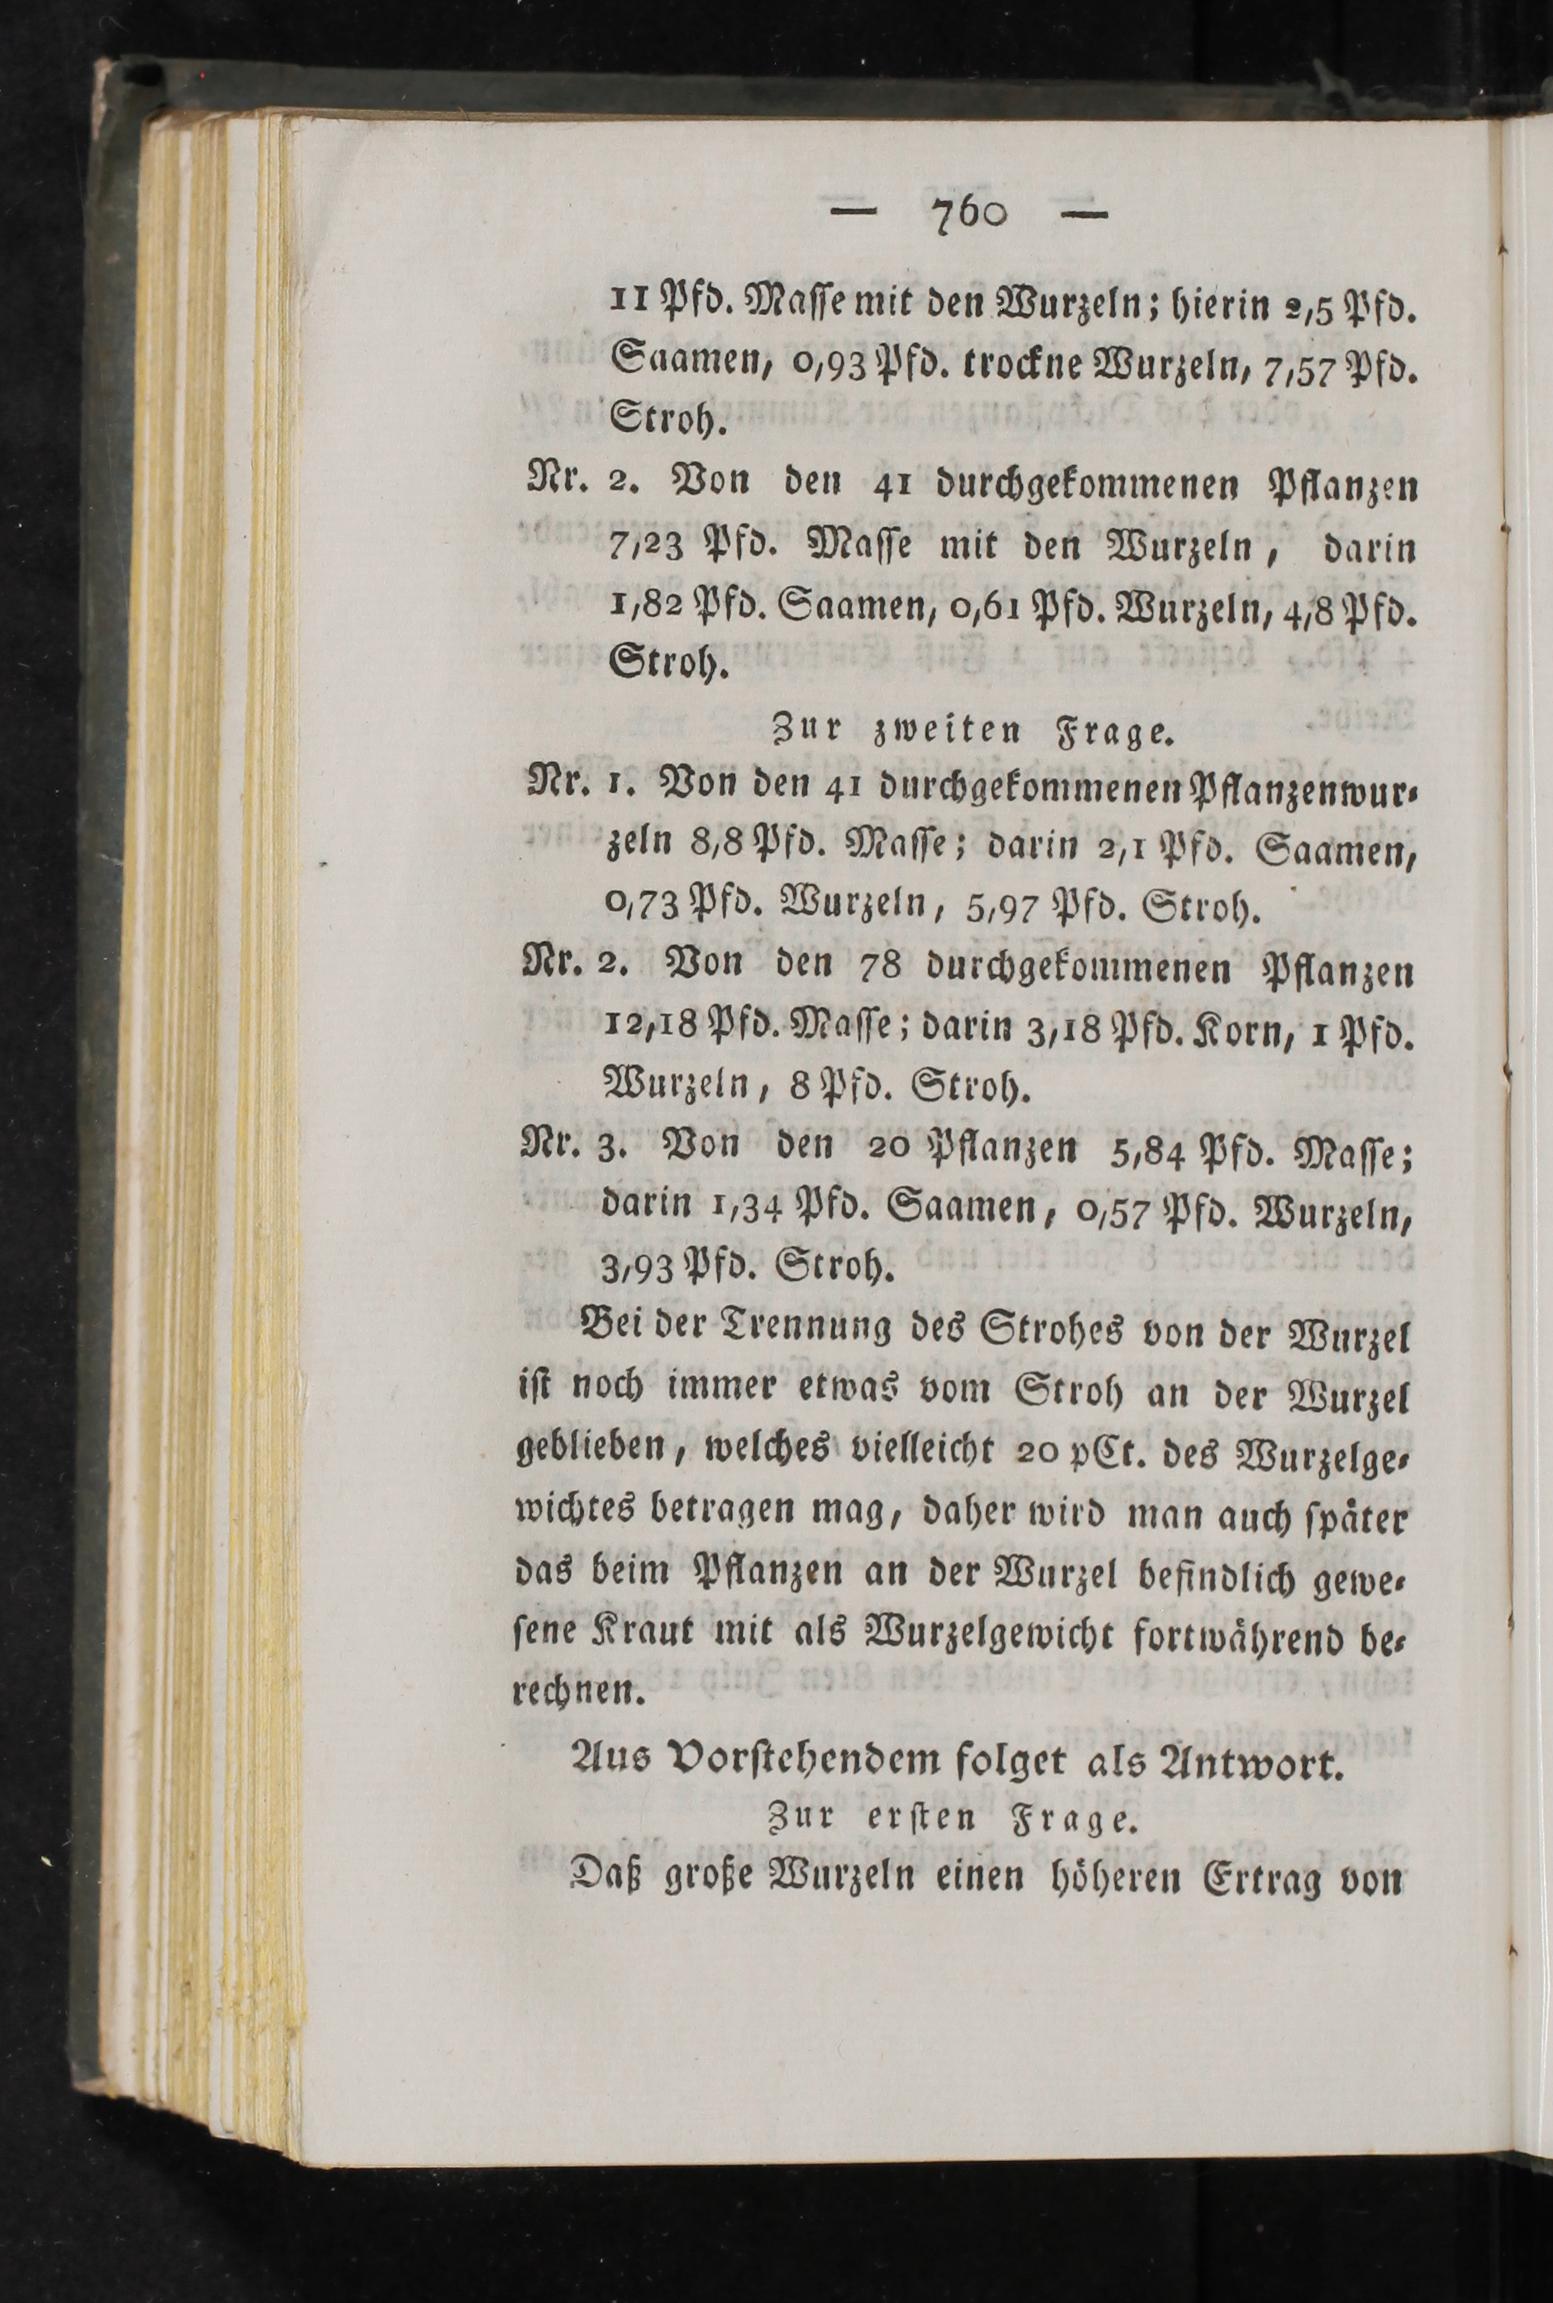 — 760 —
11 Pfd. Maſſe mit den Wurzeln; hierin 2,5 Pfd.
Saamen, 0,93 Pfd. trockne Wurzeln, 7,57 Pfd.
Stroh.
Nr. 2. Von den 41 durchgekommenen Pflanzen
7,23 Pfd. Maſſe mit den Wurzeln, darin
1,82 Pfd. Saamen, 0,61 Pfd. Wurzeln, 4,8 Pfd.
Stroh.
Zur zweiten Frage.
Nr. 1. Von den 41 durchgekommenen Pflanzenwur⸗
zeln 8,8 Pfd. Maſſe; darin 2,1 Pfd. Saamen,
0,73 Pfd. Wurzeln, 5,97 Pfd. Stroh.
Nr. 2. Von den 78 durchgekommenen Pflanzen
12,18 Pfd. Maſſe; darin 3,18 Pfd. Korn, 1 Pfd.
Wurzeln, 8 Pfd. Stroh.
Nr. 3. Von den 20 Pflanzen 5,84 Pfd. Maſſe;
darin 1,34 Pfd. Saamen, 0,57 Pfd. Wurzeln,
3,93 Pfd. Stroh.
Bei der Trennung des Strohes von der Wurzel
iſt noch immer etwas vom Stroh an der Wurzel
geblieben, welches vielleicht 20 pCt. des Wurzelge⸗
wichtes betragen mag, daher wird man auch ſpäter
das beim Pflanzen an der Wurzel befindlich gewe⸗
ſene Kraut mit als Wurzelgewicht fortwährend be⸗
rechnen.
Aus Vorſtehendem folget als Antwort.
Zur erſten Frage.
Daß große Wurzeln einen höheren Ertrag von